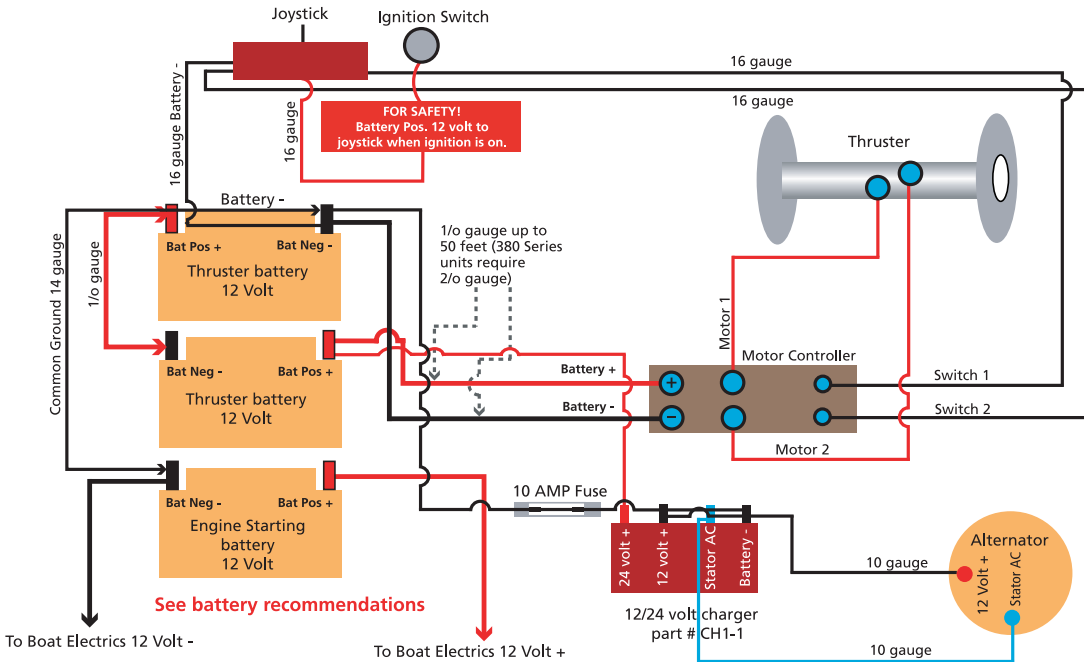 Joystick
Ignition Switch
16 gauge
16 gauge
16 gauge Battery -
16 gauge
FOR SAFETY!
Battery Pos. 12 volt to
joystick when ignition is on.
Thruster
Battery -
Bat Pos +
Bat Neg -
Thruster battery
12 Volt
1/o gauge up to
50 feet (380 Series
units require
2/o gauge)
Common Ground 14 gauge
1/o gauge
Motor 1
Motor Controller
Bat Neg -
Bat Pos +
Thruster battery
12 Volt
Battery +
+
Battery -
−
Switch 1
Switch 2
Motor 2
Bat Neg -
Bat Pos +
Engine Starting
battery
12 Volt
10 AMP Fuse
24 volt +
12 volt +
Stator AC
Battery -
12/24 volt charger
part # CH1-1
10 gauge
Alternator
12 Volt +
Stator AC
10 gauge
See battery recommendations
To Boat Electrics 12 Volt -
To Boat Electrics 12 Volt +